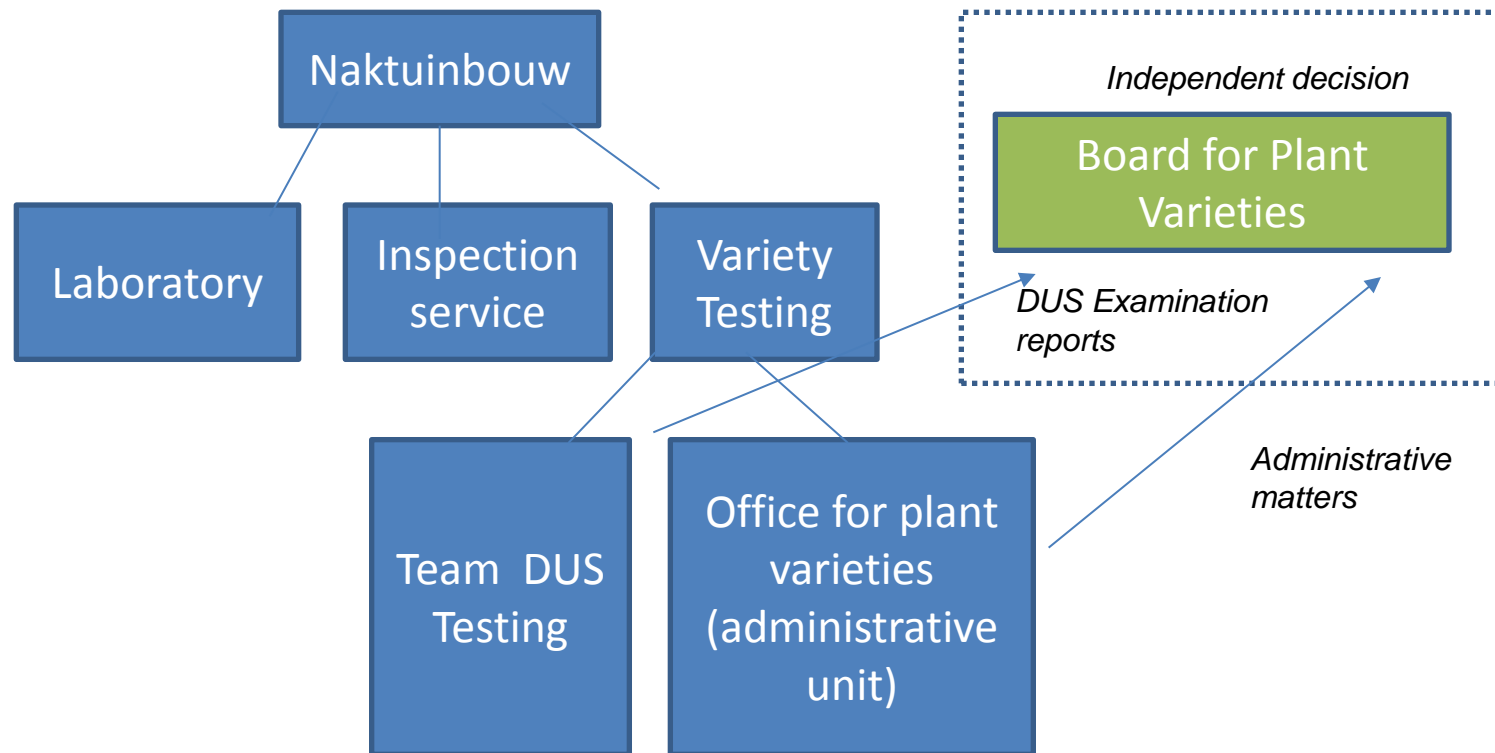 Naktuinbouw
Independent decision
Board for Plant
Varieties
Laboratory
Inspection
service
Variety
Testing
DUS Examination
reports
Team DUS
Testing
Office for plant
varieties
(administrative
unit)
Administrative
matters